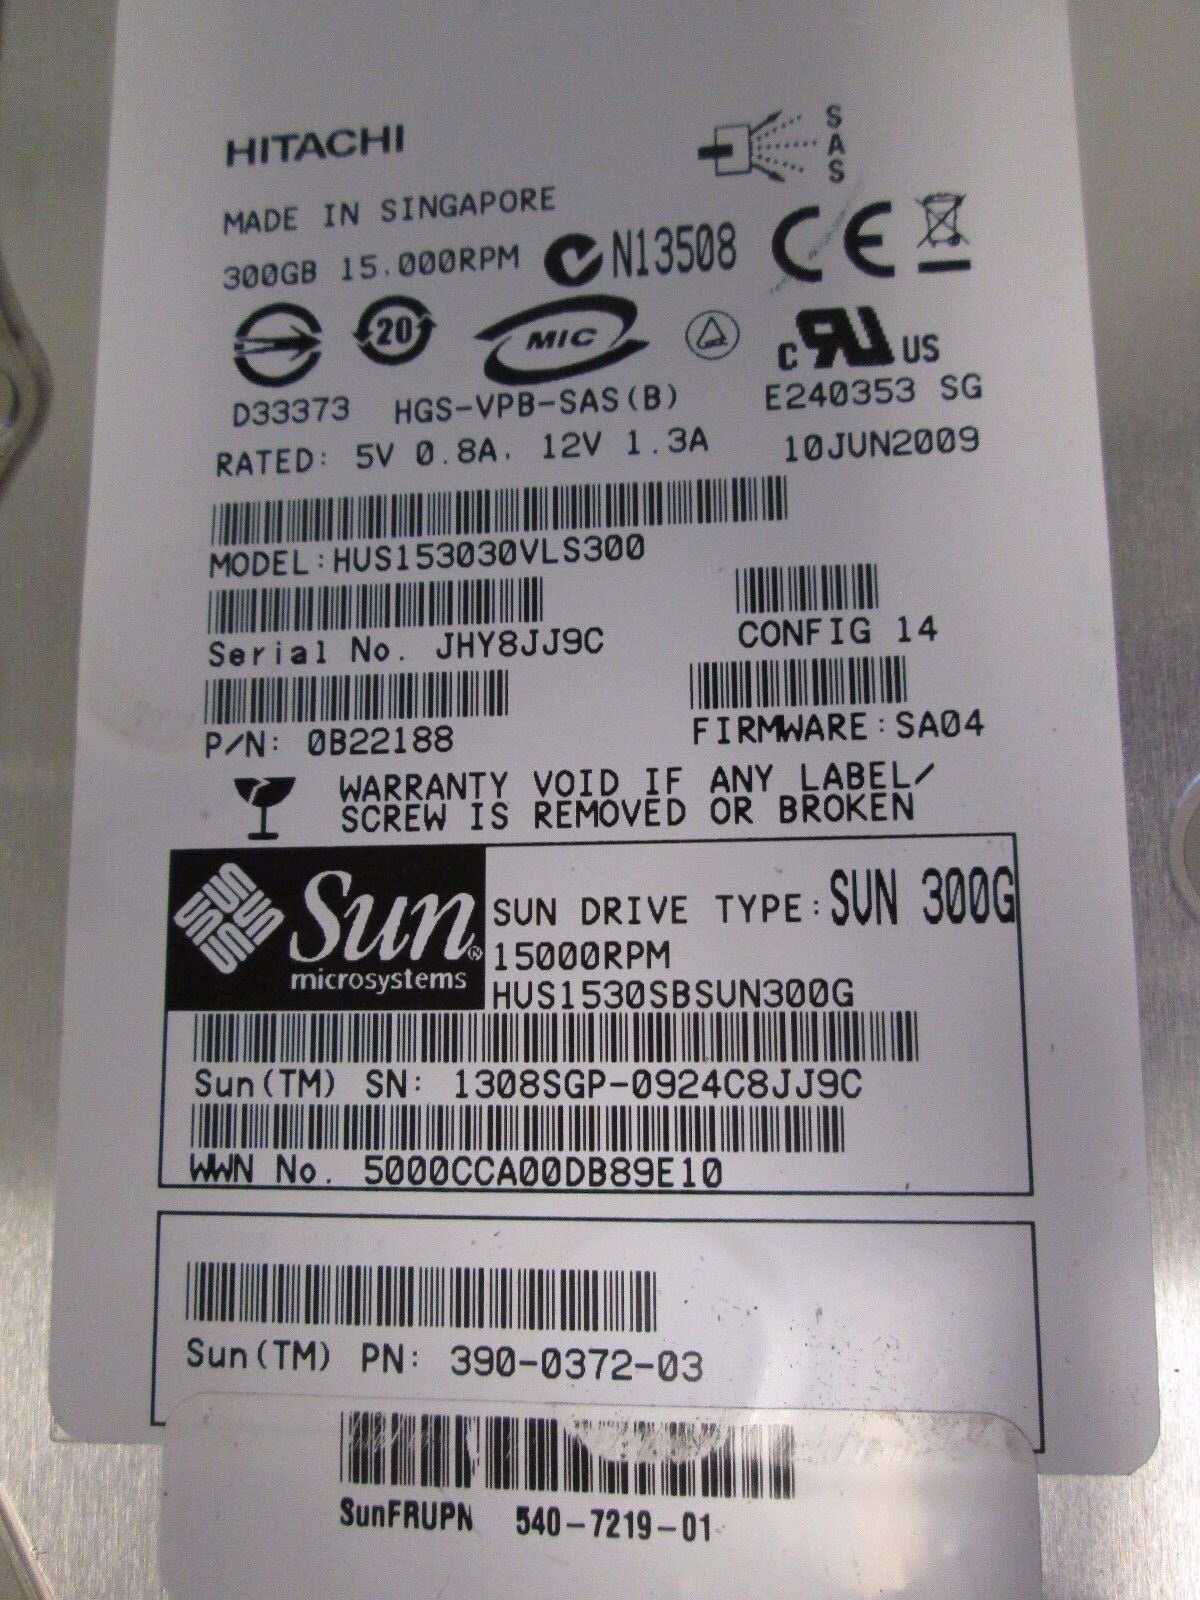 HITACHI
SAS
MADE IN SINGAPORE
300GB 15.000RPM N13508 CE
20 MIC c RU US
D33373 HGS-VPB-SAS(B) E240353 SG
RATED: 5V 0.8A. 12V 1.3A 10JUN2009
MODEL:HUS153030VLS300
Serial No. JHY8JJ9C CONFIG 14
P/N: 0B22188 FIRMWARE:SA04
WARRANTY VOID IF ANY LABEL/
SCREW IS REMOVED OR BROKEN
Sun® microsystems
SUN DRIVE TYPE:SUN 300G
15000RPM
HUS1530SBSUN300G
Sun(TM) SN: 1308SGP-0924C8JJ9C
WWN No. 5000CCA00DB89E10
Sun(TM) PN: 390-0372-03
SunFRUPN 540-7219-01